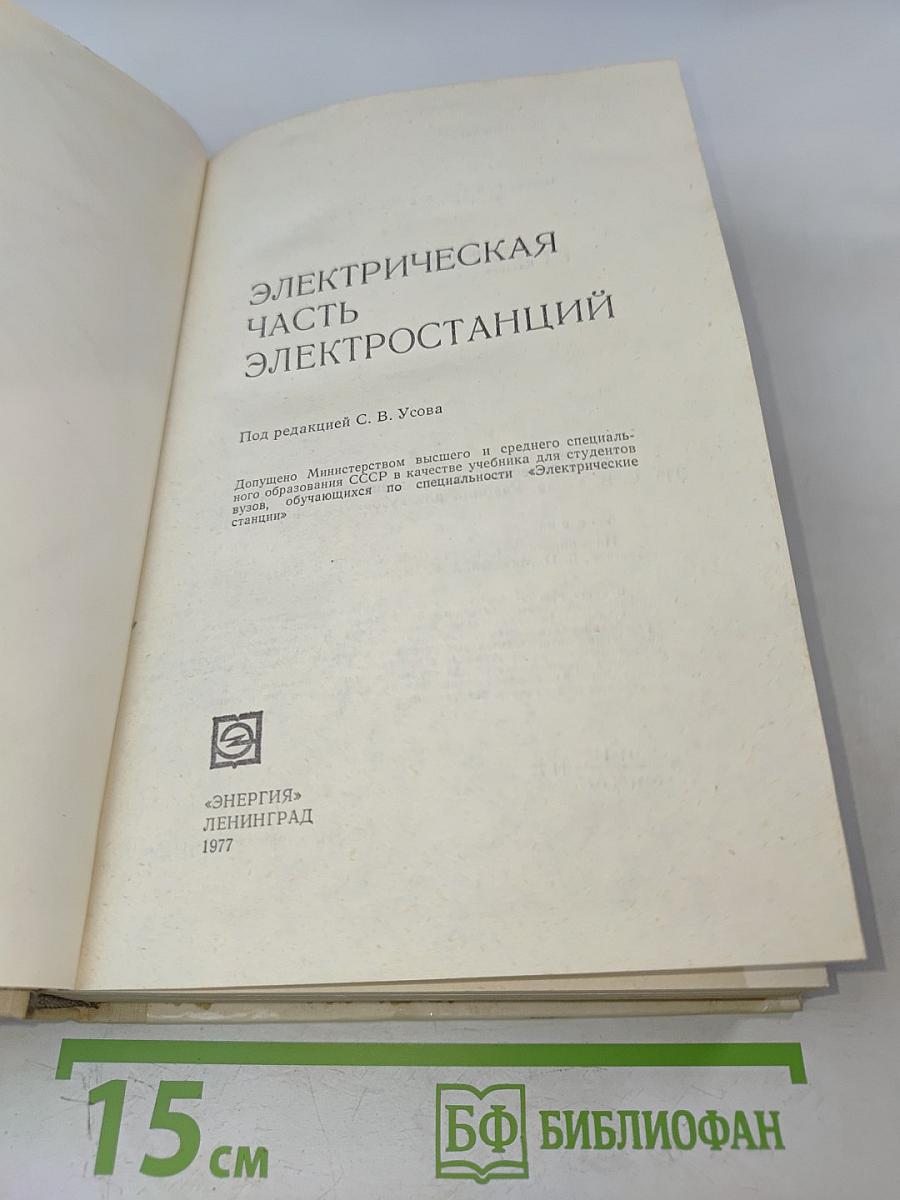 ЭЛЕКТРИЧЕСКАЯ
ЧАСТЬ
ЭЛЕКТРОСТАНЦИЙ
Под редакцией С. В. Усова
Допущено Министерством высшего и среднего специаль-
ного образования СССР в качестве учебника для студентов
вузов, обучающихся по специальности «Электрические
станции»
«ЭНЕРГИЯ»
ЛЕНИНГРАД
1977
15 см
БФ БИБЛИОФАН